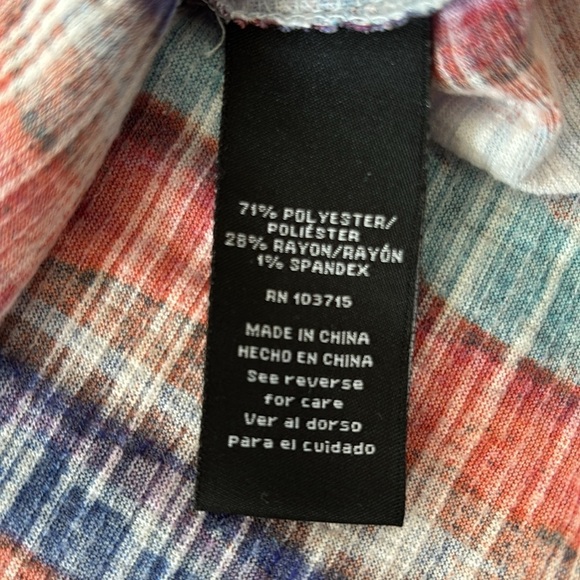 71% POLYESTER/
POLIÉSTER
28% RAYON/RAYÓN
1% SPANDEX
RN 103715
MADE IN CHINA
HECHO EN CHINA
See reverse
for care
Ver al dorso
para el cuidado